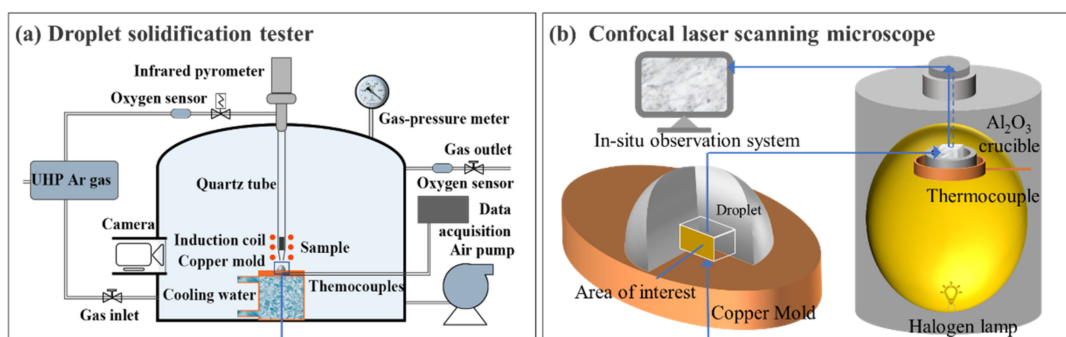 (a) Droplet solidification tester
Infrared pyrometer
Oxygen sensor
Gas-pressure meter
Gas outlet
Oxygen sensor
UHP Ar gas
Quartz tube
Data
acquisition
Camera
Induction coil
Sample
Copper mold
Air pump
Themocouples
Cooling water
Gas inlet
(b) Confocal laser scanning microscope
In-situ observation system
Al₂O₃
crucible
Thermocouple
Droplet
Area of interest
Copper Mold
Halogen lamp